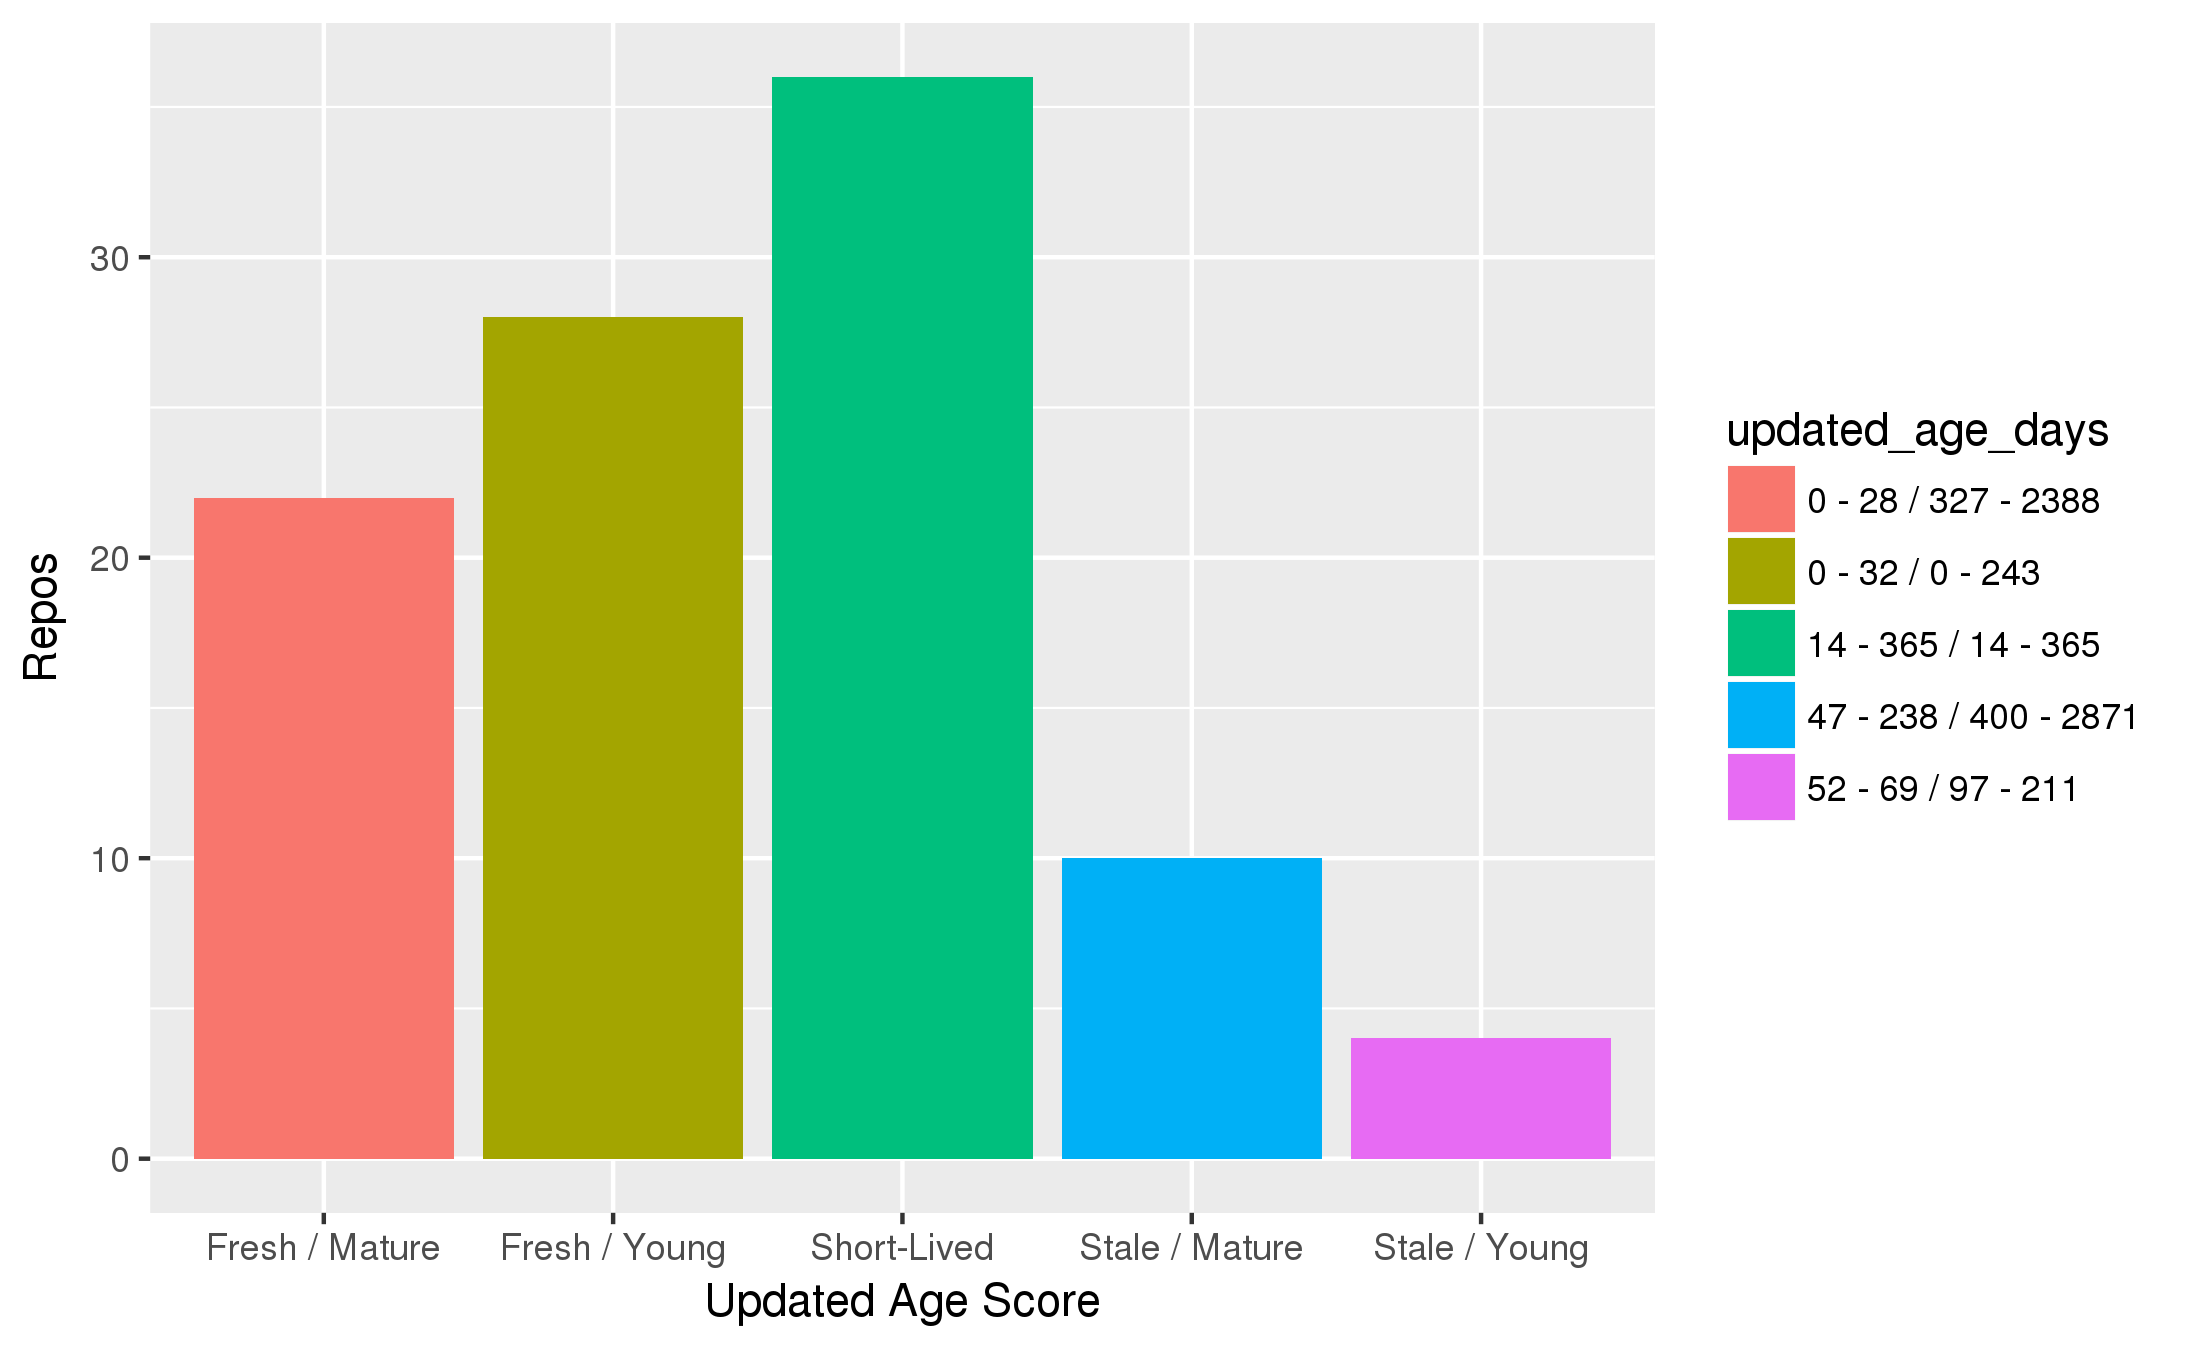 Repos
30
20
10
0
Fresh / Mature
Fresh / Young
Short-Lived
Stale / Mature
Stale / Young
Updated Age Score
updated_age_days
0 - 28 / 327 - 2388
0 - 32 / 0 - 243
14 - 365 / 14 - 365
47 - 238 / 400 - 2871
52 - 69 / 97 - 211